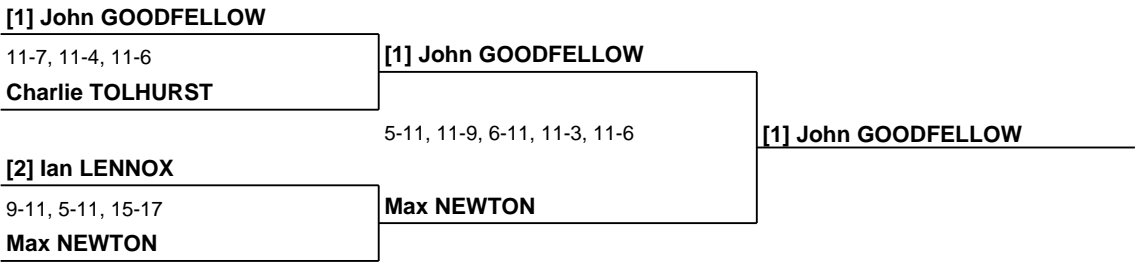 [1] John GOODFELLOW
11-7, 11-4, 11-6
[1] John GOODFELLOW
Charlie TOLHURST
5-11, 11-9, 6-11, 11-3, 11-6
[1] John GOODFELLOW
[2] Ian LENNOX
9-11, 5-11, 15-17
Max NEWTON
Max NEWTON